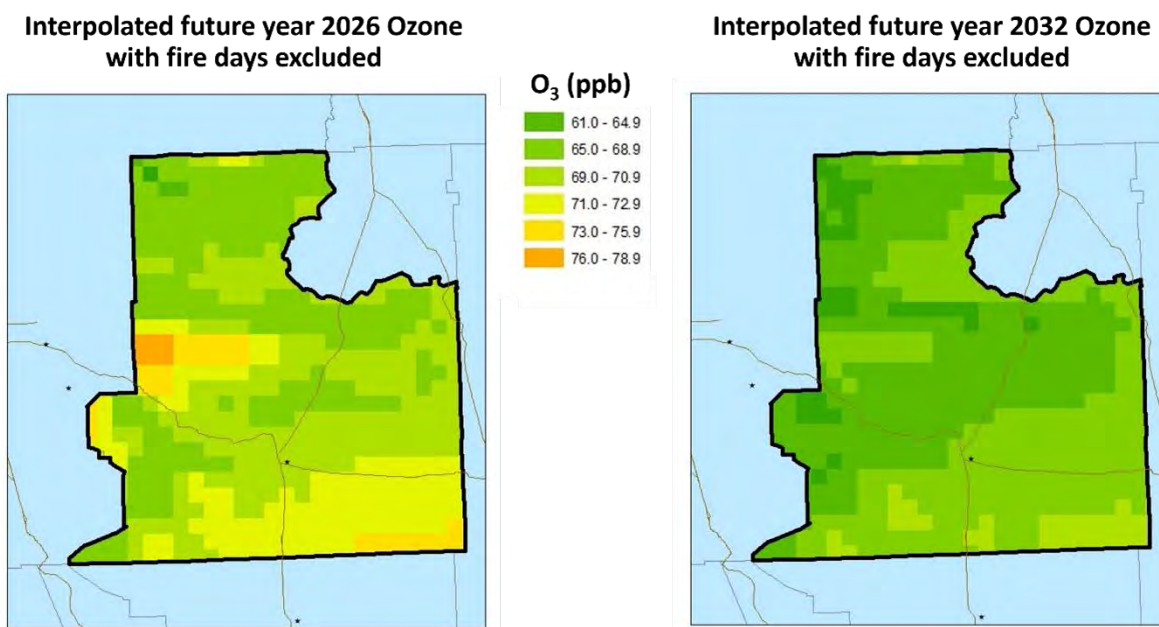 Interpolated future year 2026 Ozone
with fire days excluded
O₃ (ppb)
61.0 - 64.9
65.0 - 68.9
69.0 - 70.9
71.0 - 72.9
73.0 - 75.9
76.0 - 78.9
Interpolated future year 2032 Ozone
with fire days excluded